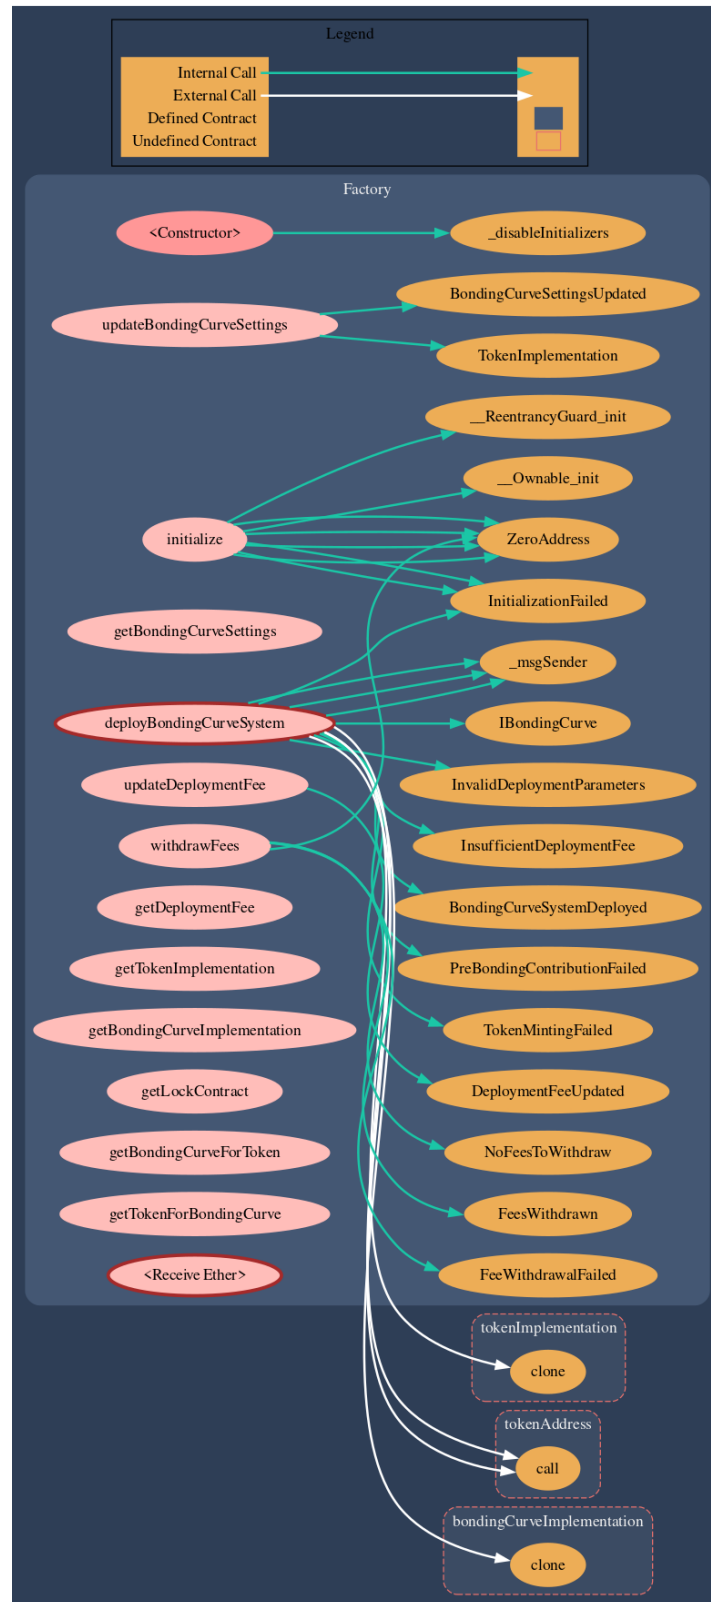 Legend
Internal Call
External Call
Defined Contract
Undefined Contract
Factory
<Constructor>
_disableInitializers
BondingCurveSettingsUpdated
updateBondingCurveSettings
TokenImplementation
__ReentrancyGuard_init
__Ownable_init
initialize
ZeroAddress
InitializationFailed
getBondingCurveSettings
_msgSender
deployBondingCurveSystem
IBondingCurve
updateDeploymentFee
InvalidDeploymentParameters
withdrawFees
InsufficientDeploymentFee
getDeploymentFee
BondingCurveSystemDeployed
getTokenImplementation
PreBondingContributionFailed
getBondingCurveImplementation
TokenMintingFailed
getLockContract
DeploymentFeeUpdated
getBondingCurveForToken
NoFeesToWithdraw
getTokenForBondingCurve
FeesWithdrawn
<Receive Ether>
FeeWithdrawalFailed
tokenImplementation
clone
tokenAddress
call
bondingCurveImplementation
clone